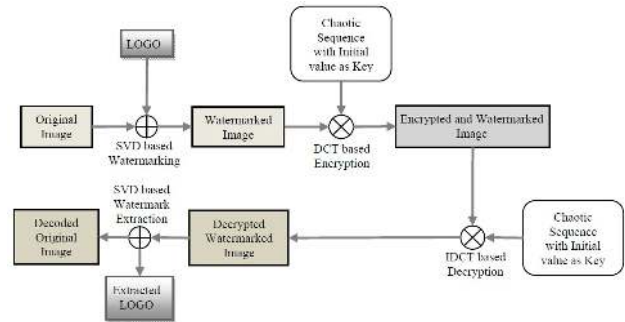 LOGO
Chaotic
Sequence
with Initial
value as Key
Original
Image
SVD based
Watermarking
Watermarked
Image
DCT based
Encryption
Encrypted and Watermarked
Image
SVD based
Watermark
Extraction
Decoded
Original
Image
Decrypted
Watermarked
Image
IDCT based
Decryption
Chaotic
Sequence
with Initial
value as Key
Extracted
LOGO